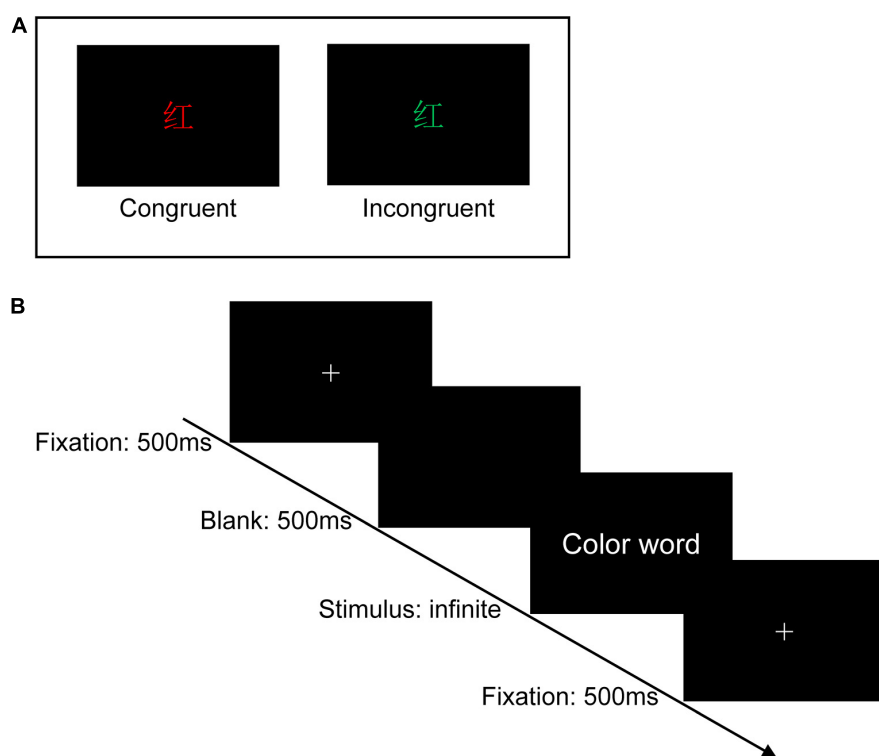 A
红
红
Congruent
Incongruent
B
Fixation: 500ms
Blank: 500ms
Color word
Stimulus: infinite
Fixation: 500ms